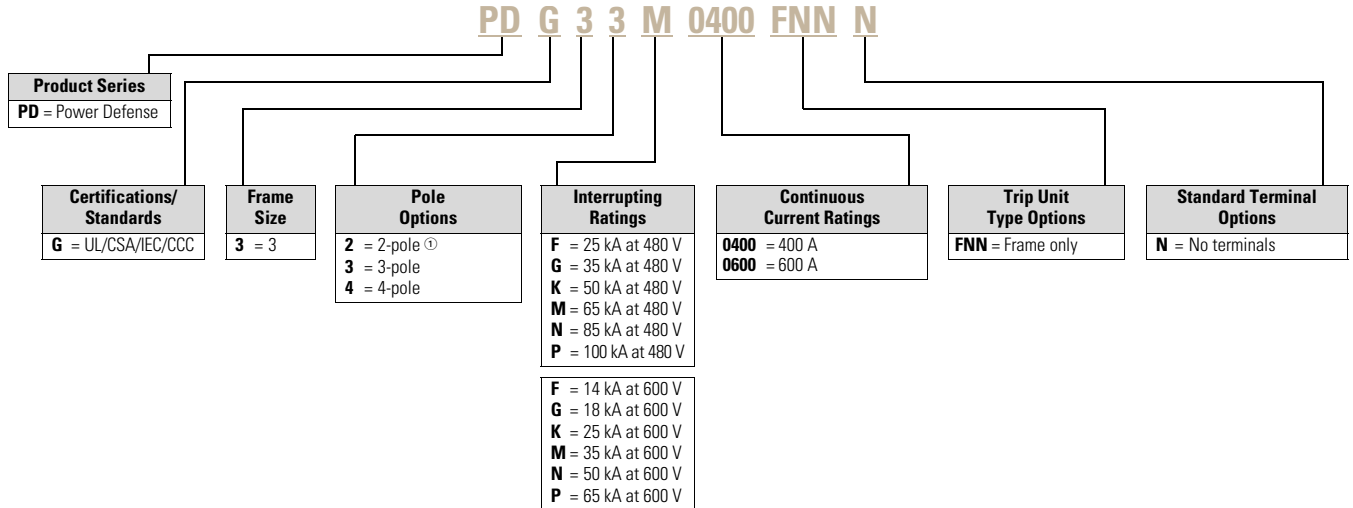 PD G 3 3 M 0400 FNN N
Product Series
PD = Power Defense
Certifications/
Standards
G = UL/CSA/IEC/CCC
Frame
Size
3 = 3
Pole
Options
2 = 2-pole ①
3 = 3-pole
4 = 4-pole
Interrupting
Ratings
F = 25 kA at 480 V
G = 35 kA at 480 V
K = 50 kA at 480 V
M = 65 kA at 480 V
N = 85 kA at 480 V
P = 100 kA at 480 V
F = 14 kA at 600 V
G = 18 kA at 600 V
K = 25 kA at 600 V
M = 35 kA at 600 V
N = 50 kA at 600 V
P = 65 kA at 600 V
Continuous
Current Ratings
0400 = 400 A
0600 = 600 A
Trip Unit
Type Options
FNN = Frame only
Standard Terminal
Options
N = No terminals